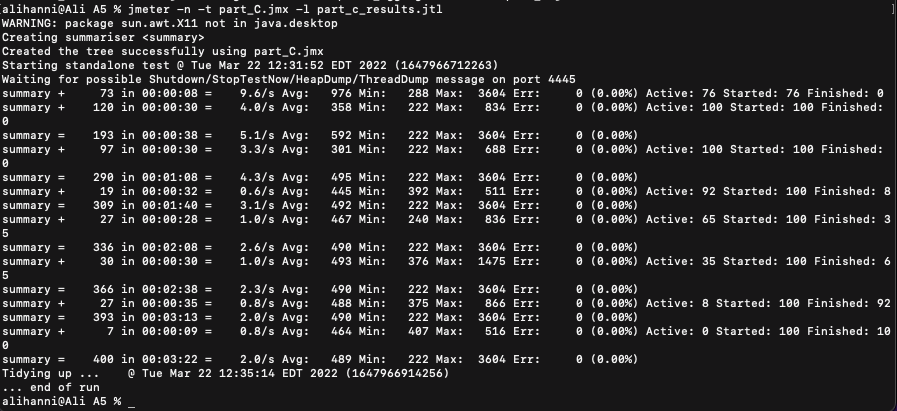 alihanni@Ali A5 % jmeter -n -t part_C.jmx -l part_c_results.jtl
WARNING: package sun.awt.X11 not in java.desktop
Creating summariser <summary>
Created the tree successfully using part_C.jmx
Starting standalone test @ Tue Mar 22 12:31:52 EDT 2022 (1647966712263)
Waiting for possible Shutdown/StopTestNow/HeapDump/ThreadDump message on port 4445
summary +     73 in 00:00:08 =    9.6/s Avg:   976 Min:   288 Max:  3604 Err:     0 (0.00%) Active: 76 Started: 76 Finished: 0
summary +    120 in 00:00:30 =    4.0/s Avg:   358 Min:   222 Max:   834 Err:     0 (0.00%) Active: 100 Started: 100 Finished:
0
summary =    193 in 00:00:38 =    5.1/s Avg:   592 Min:   222 Max:  3604 Err:     0 (0.00%)
summary +     97 in 00:00:30 =    3.3/s Avg:   301 Min:   222 Max:   688 Err:     0 (0.00%) Active: 100 Started: 100 Finished:
0
summary =    290 in 00:01:08 =    4.3/s Avg:   495 Min:   222 Max:  3604 Err:     0 (0.00%)
summary +     19 in 00:00:32 =    0.6/s Avg:   445 Min:   392 Max:   511 Err:     0 (0.00%) Active: 92 Started: 100 Finished: 8
summary =    309 in 00:01:40 =    3.1/s Avg:   492 Min:   222 Max:  3604 Err:     0 (0.00%)
summary +     27 in 00:00:28 =    1.0/s Avg:   467 Min:   240 Max:   836 Err:     0 (0.00%) Active: 65 Started: 100 Finished: 3
5
summary =    336 in 00:02:08 =    2.6/s Avg:   490 Min:   222 Max:  3604 Err:     0 (0.00%)
summary +     30 in 00:00:30 =    1.0/s Avg:   493 Min:   376 Max:  1475 Err:     0 (0.00%) Active: 35 Started: 100 Finished: 6
5
summary =    366 in 00:02:38 =    2.3/s Avg:   490 Min:   222 Max:  3604 Err:     0 (0.00%)
summary +     27 in 00:00:35 =    0.8/s Avg:   488 Min:   375 Max:   866 Err:     0 (0.00%) Active: 8 Started: 100 Finished: 92
summary =    393 in 00:03:13 =    2.0/s Avg:   490 Min:   222 Max:  3604 Err:     0 (0.00%)
summary +      7 in 00:00:09 =    0.8/s Avg:   464 Min:   407 Max:   516 Err:     0 (0.00%) Active: 0 Started: 100 Finished: 10
0
summary =    400 in 00:03:22 =    2.0/s Avg:   489 Min:   222 Max:  3604 Err:     0 (0.00%)
Tidying up ...    @ Tue Mar 22 12:35:14 EDT 2022 (1647966914256)
... end of run
alihanni@Ali A5 % _